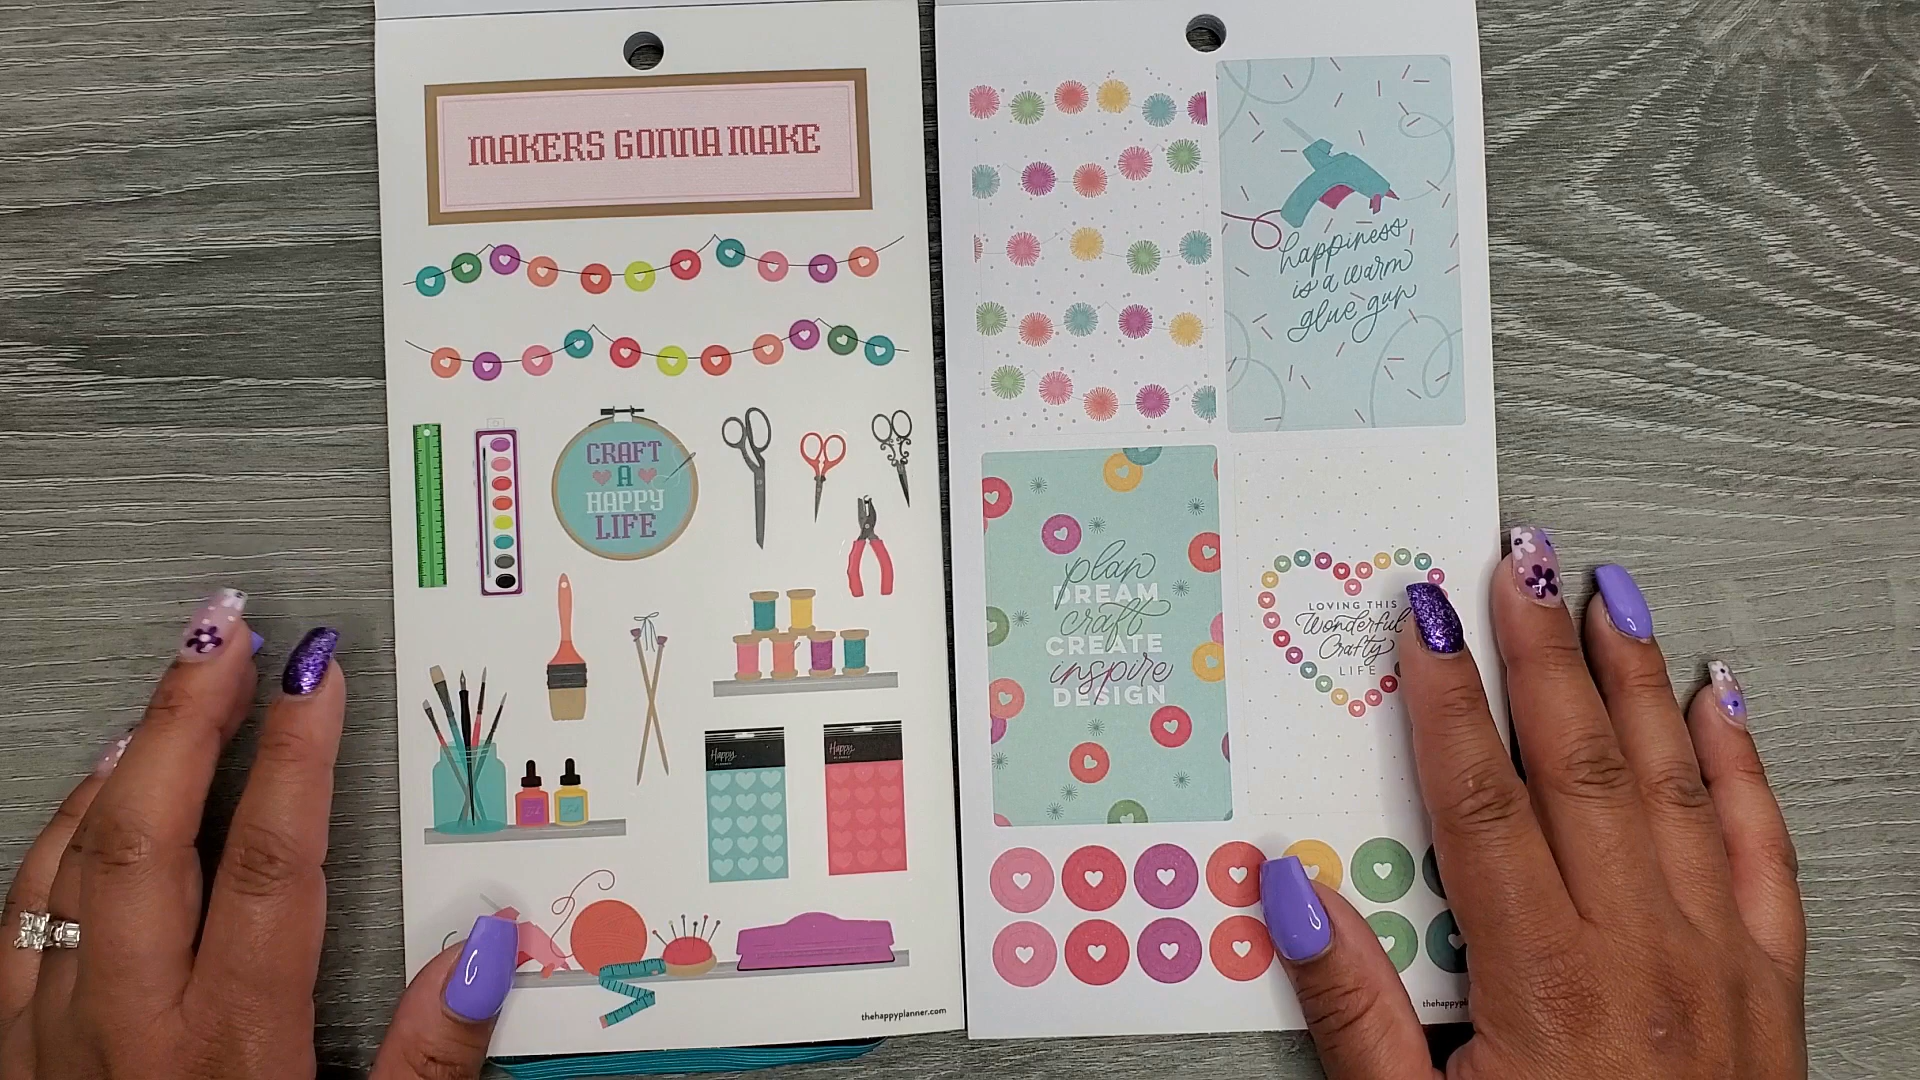 MAKERS GONNA MAKE
CRAFT
A
HAPPY
LIFE
Happy
Happy
thehappyplanner.com
happiness
is a warm
glue gun
plan
DREAM
craft
CREATE
inspire
DESIGN
LOVING THIS
Wonderful
Crafty
LIFE
thehappypl